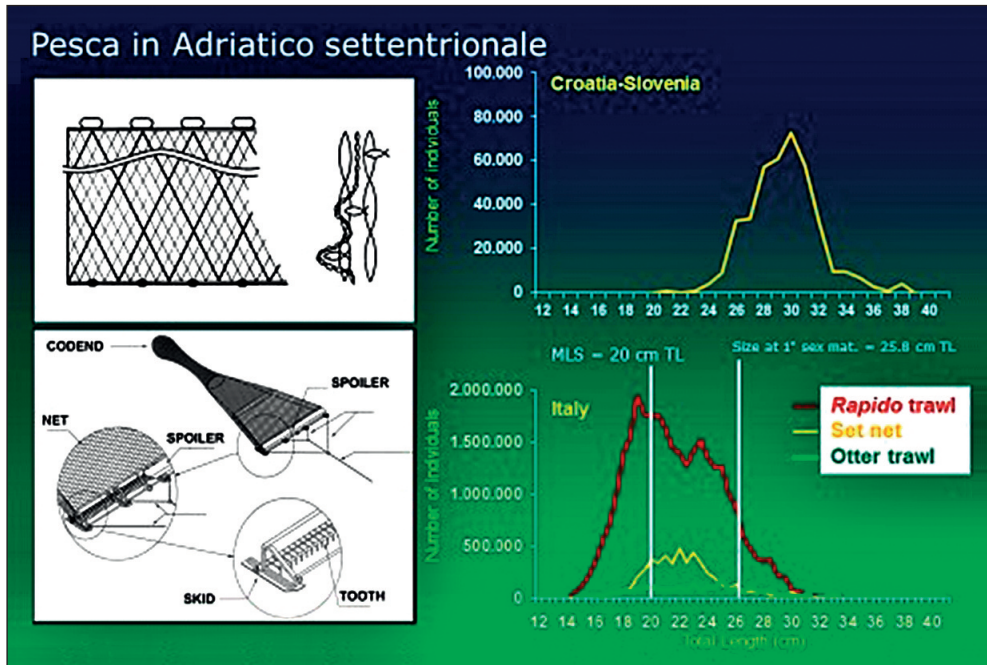 Pesca in Adriatico settentrionale
CODEND
SPOILER
NET
SPOILER
SKID
TOOTH
Number of individuals
100.000
80.000
60.000
40.000
20.000
0
Croatia-Slovenia
12 14 16 18 20 22 24 26 28 30 32 34 36 38 40
MLS = 20 cm TL
Size at 1° sex mat. = 25.8 cm TL
Number of Individuals
2.000.000
1.500.000
1.000.000
500.000
0
Italy
Rapido trawl
Set net
Otter trawl
12 14 16 18 20 22 24 26 28 30 32 34 36 38 40
Total Length (cm)